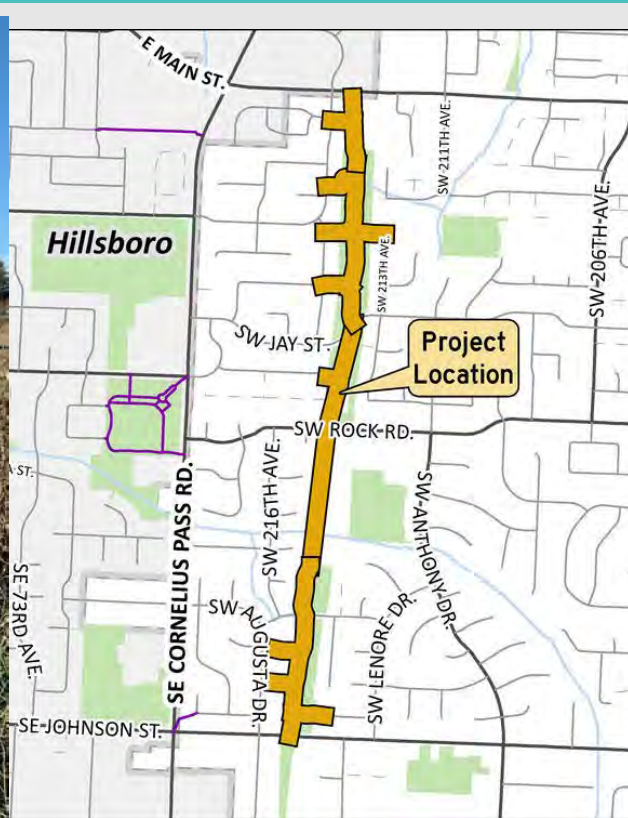 E MAIN ST.
SW 211TH AVE.
SW 206TH AVE.
Hillsboro
SW 213TH AVE.
SW JAY ST.
Project
Location
SW ROCK RD.
SW 216TH AVE.
SW ANTHONY DR.
ST.
SE CORNELIUS PASS RD.
SE 73RD AVE.
SW AUGUSTA DR.
SW LENORE DR.
SE JOHNSON ST.